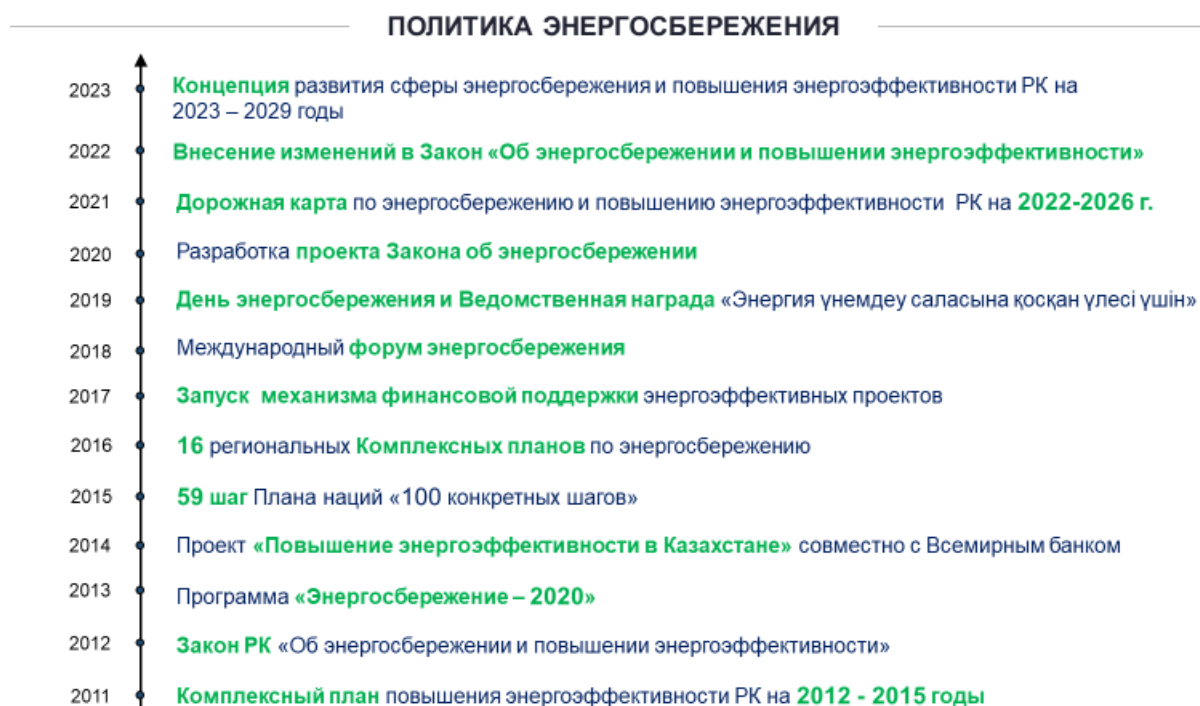 ПОЛИТИКА ЭНЕРГОСБЕРЕЖЕНИЯ
2023 Концепция развития сферы энергосбережения и повышения энергоэффективности РК на
2023 – 2029 годы
2022 Внесение изменений в Закон «Об энергосбережении и повышении энергоэффективности»
2021 Дорожная карта по энергосбережению и повышению энергоэффективности РК на 2022-2026 г.
2020 Разработка проекта Закона об энергосбережении
2019 День энергосбережения и Ведомственная награда «Энергия үнемдеу саласына қосқан үлесі үшін»
2018 Международный форум энергосбережения
2017 Запуск механизма финансовой поддержки энергоэффективных проектов
2016 16 региональных Комплексных планов по энергосбережению
2015 59 шаг Плана наций «100 конкретных шагов»
2014 Проект «Повышение энергоэффективности в Казахстане» совместно с Всемирным банком
2013 Программа «Энергосбережение – 2020»
2012 Закон РК «Об энергосбережении и повышении энергоэффективности»
2011 Комплексный план повышения энергоэффективности РК на 2012 - 2015 годы